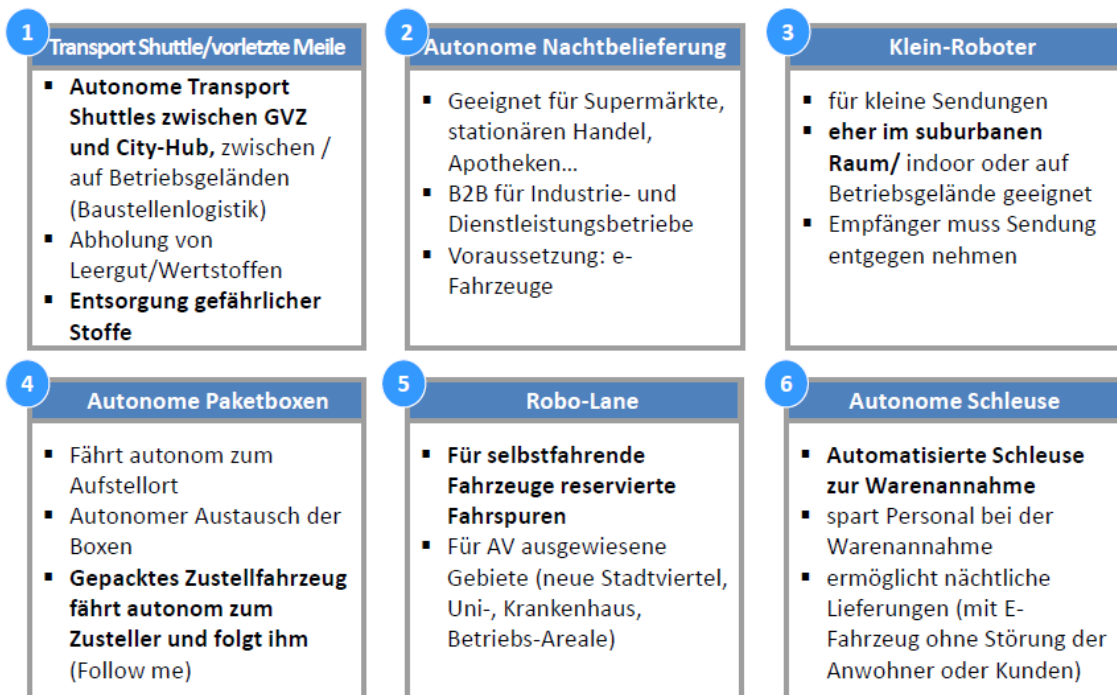 1
Transport Shuttle/vorletzte Meile
▪ Autonome Transport
Shuttles zwischen GVZ
und City-Hub, zwischen /
auf Betriebsgeländen
(Baustellenlogistik)
▪ Abholung von
Leergut/Wertstoffen
▪ Entsorgung gefährlicher
Stoffe
2
Autonome Nachtbelieferung
▪ Geeignet für Supermärkte,
stationären Handel,
Apotheken...
▪ B2B für Industrie- und
Dienstleistungsbetriebe
▪ Voraussetzung: e-
Fahrzeuge
3
Klein-Roboter
▪ für kleine Sendungen
▪ eher im suburbanen
Raum/ indoor oder auf
Betriebsgelände geeignet
▪ Empfänger muss Sendung
entgegen nehmen
4
Autonome Paketboxen
▪ Fährt autonom zum
Aufstellort
▪ Autonomer Austausch der
Boxen
▪ Gepacktes Zustellfahrzeug
fährt autonom zum
Zusteller und folgt ihm
(Follow me)
5
Robo-Lane
▪ Für selbstfahrende
Fahrzeuge reservierte
Fahrspuren
▪ Für AV ausgewiesene
Gebiete (neue Stadtviertel,
Uni-, Krankenhaus,
Betriebs-Areale)
6
Autonome Schleuse
▪ Automatisierte Schleuse
zur Warenannahme
▪ spart Personal bei der
Warenannahme
▪ ermöglicht nächtliche
Lieferungen (mit E-
Fahrzeug ohne Störung der
Anwohner oder Kunden)